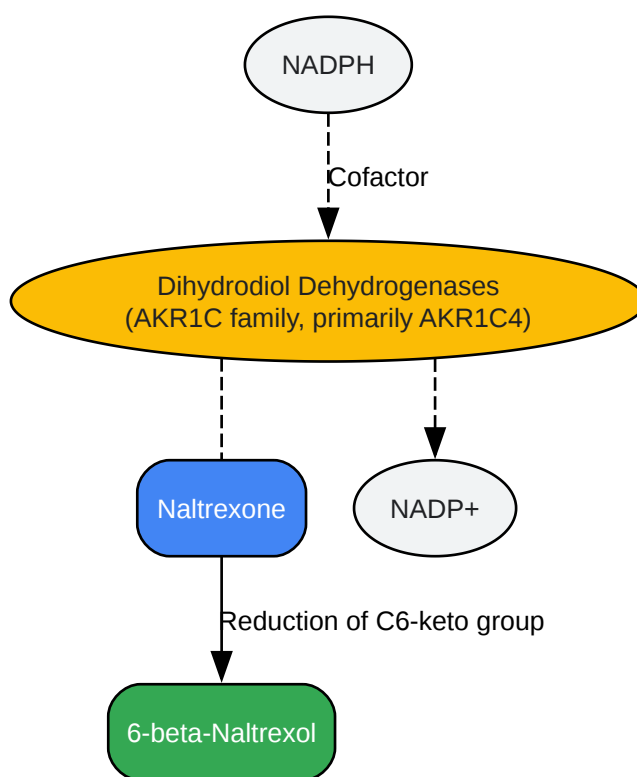 NADPH
Cofactor
Dihydrodiol Dehydrogenases
(AKR1C family, primarily AKR1C4)
Naltrexone
NADP+
Reduction of C6-keto group
6-beta-Naltrexol